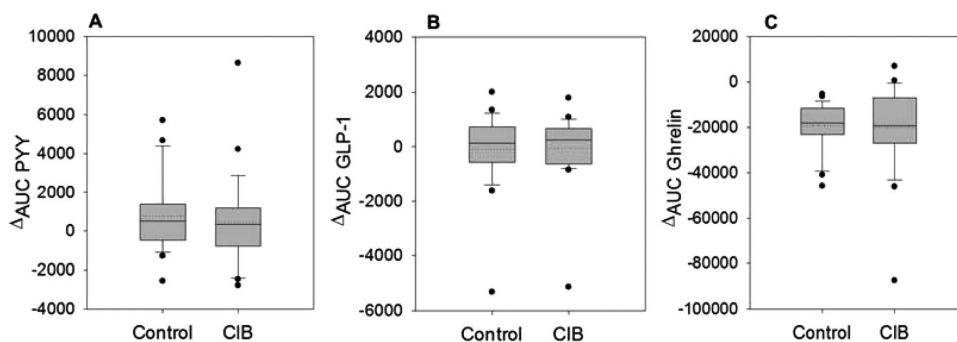 A
ΔAUC PYY
10000
8000
6000
4000
2000
0
-2000
-4000
Control CIB
B
ΔAUC GLP-1
4000
2000
0
-2000
-4000
-6000
Control CIB
C
ΔAUC Ghrelin
20000
0
-20000
-40000
-60000
-80000
-100000
Control CIB